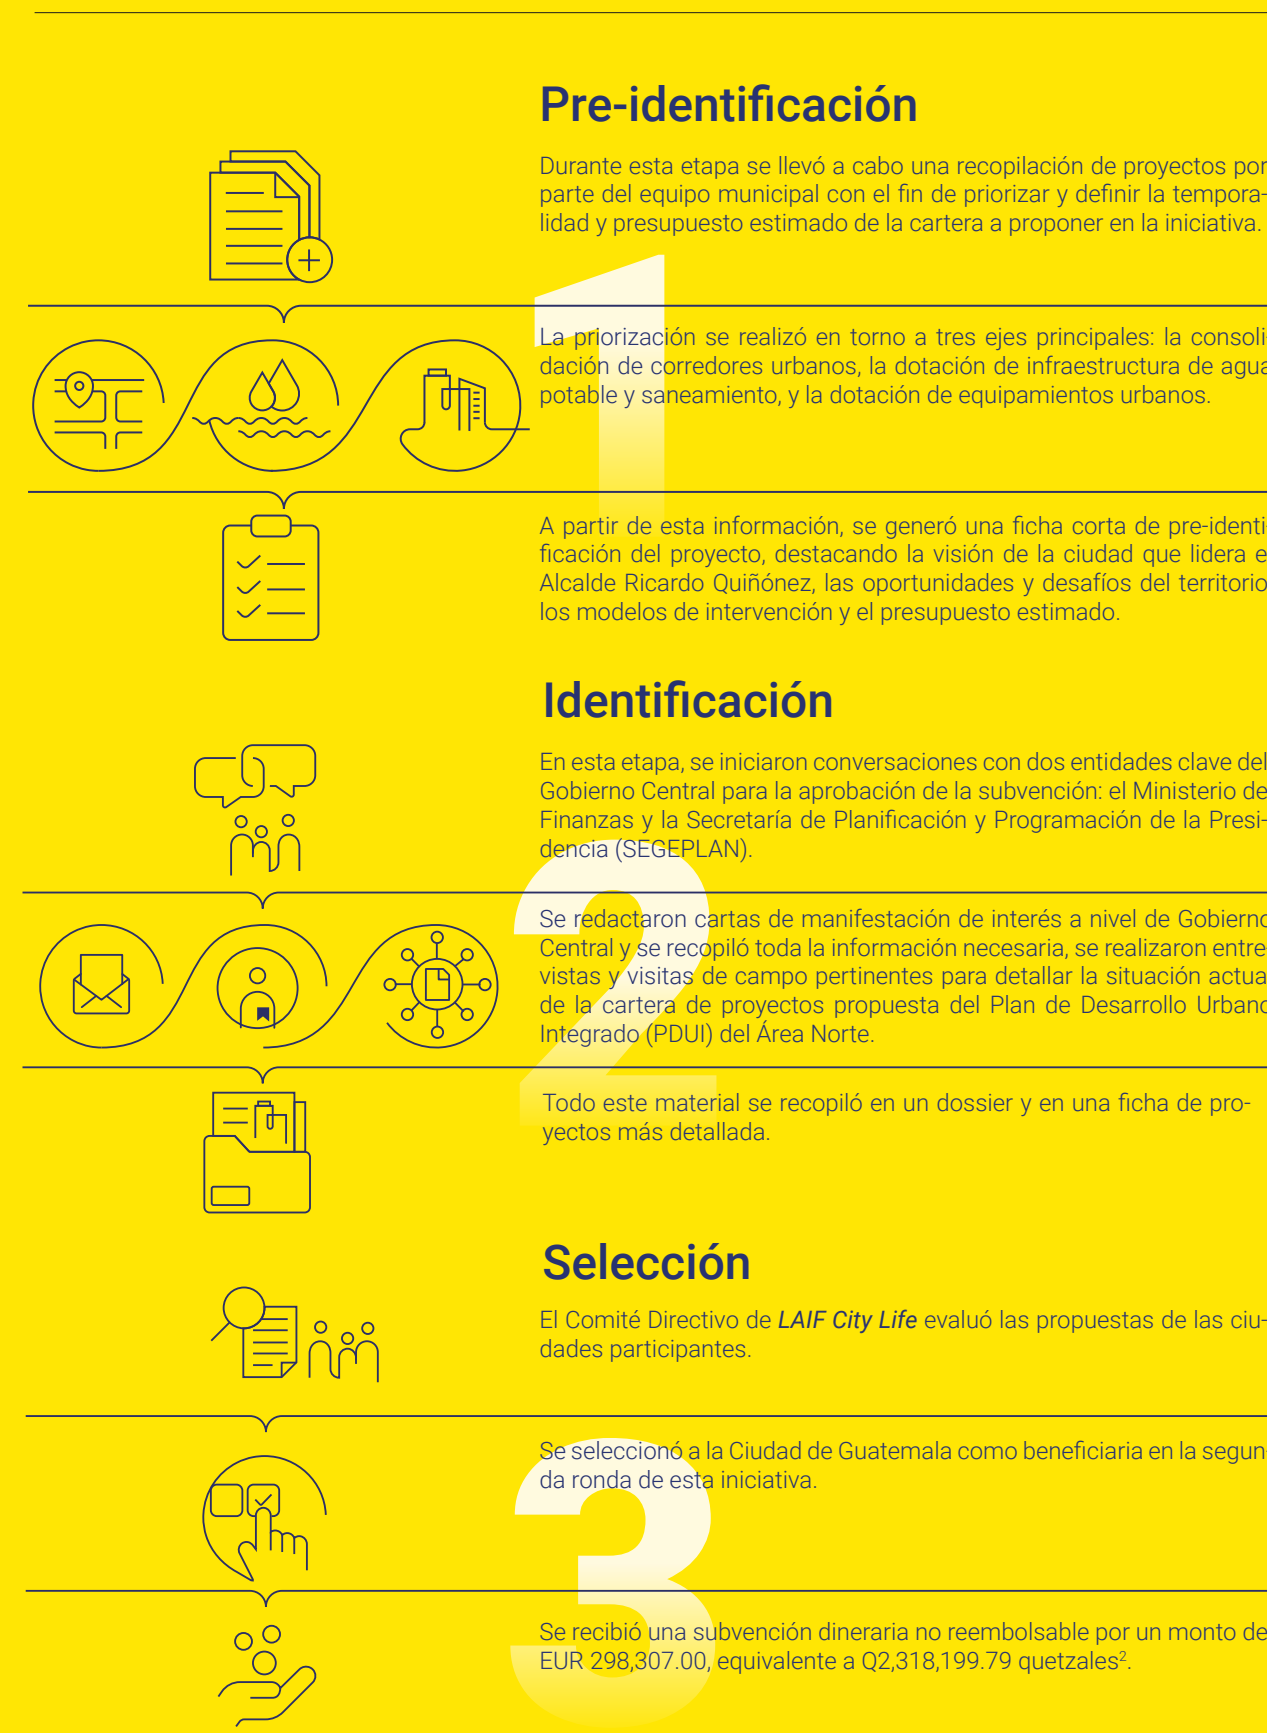 Pre-identificación
Durante esta etapa se llevó a cabo una recopilación de proyectos por
parte del equipo municipal con el fin de priorizar y definir la tempora-
lidad y presupuesto estimado de la cartera a proponer en la iniciativa.
1
La priorización se realizó en torno a tres ejes principales: la consoli-
dación de corredores urbanos, la dotación de infraestructura de agua
potable y saneamiento, y la dotación de equipamientos urbanos.
A partir de esta información, se generó una ficha corta de pre-identi-
ficación del proyecto, destacando la visión de la ciudad que lidera e
Alcalde Ricardo Quiñónez, las oportunidades y desafíos del territorio
los modelos de intervención y el presupuesto estimado.
Identificación
En esta etapa, se iniciaron conversaciones con dos entidades clave del
Gobierno Central para la aprobación de la subvención: el Ministerio de
Finanzas y la Secretaría de Planificación y Programación de la Presi-
dencia (SEGEPLAN).
2
Se redactaron cartas de manifestación de interés a nivel de Gobierno
Central y se recopiló toda la información necesaria, se realizaron entre-
vistas y visitas de campo pertinentes para detallar la situación actua
de la cartera de proyectos propuesta del Plan de Desarrollo Urbano
Integrado (PDUI) del Área Norte.
Todo este material se recopiló en un dossier y en una ficha de pro-
yectos más detallada.
Selección
El Comité Directivo de LAIF City Life evaluó las propuestas de las ciu-
dades participantes.
3
Se seleccionó a la Ciudad de Guatemala como beneficiaria en la segun-
da ronda de esta iniciativa.
Se recibió una subvención dineraria no reembolsable por un monto de
EUR 298,307.00, equivalente a Q2,318,199.79 quetzales².